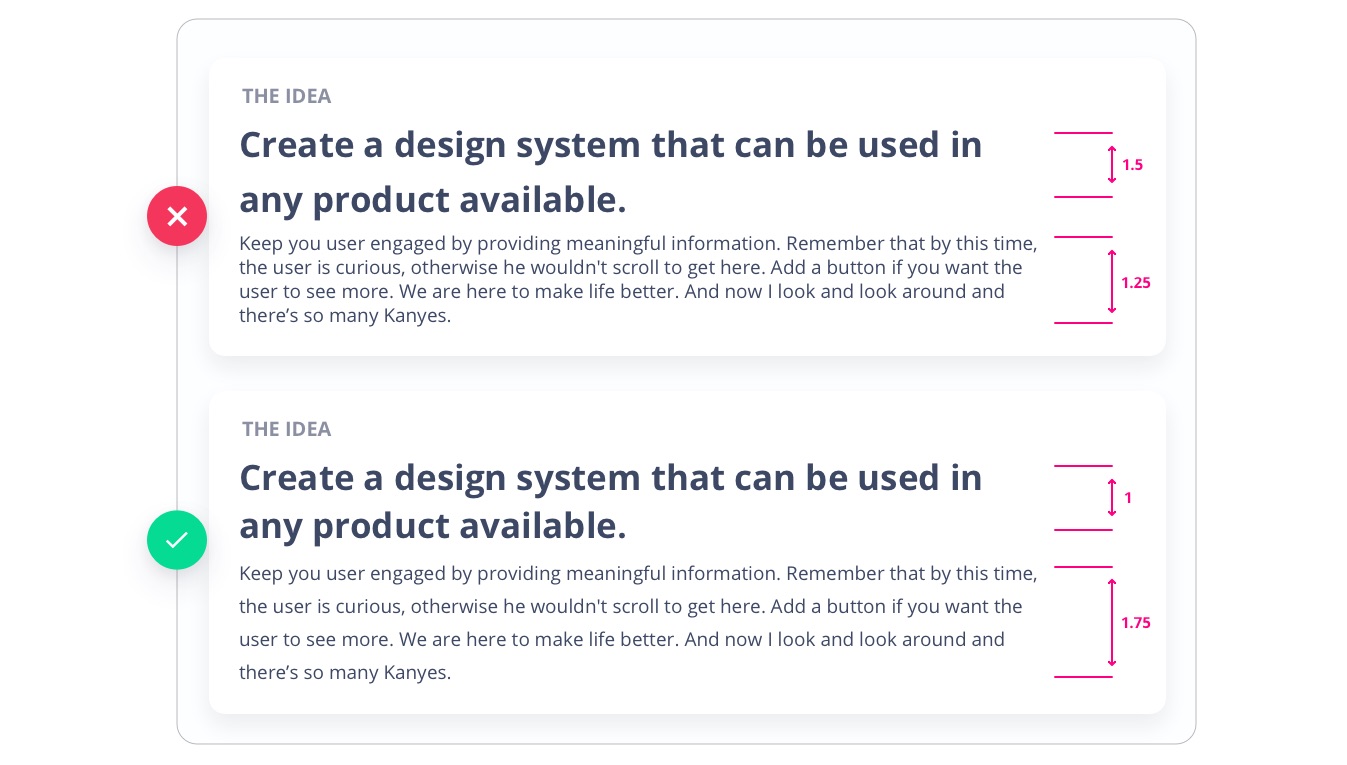 THE IDEA
Create a design system that can be used in
any product available.
1.5
Keep you user engaged by providing meaningful information. Remember that by this time,
the user is curious, otherwise he wouldn't scroll to get here. Add a button if you want the
user to see more. We are here to make life better. And now I look and look around and
there’s so many Kanyes.
1.25
THE IDEA
Create a design system that can be used in
any product available.
1
Keep you user engaged by providing meaningful information. Remember that by this time,
the user is curious, otherwise he wouldn't scroll to get here. Add a button if you want the
user to see more. We are here to make life better. And now I look and look around and
there’s so many Kanyes.
1.75